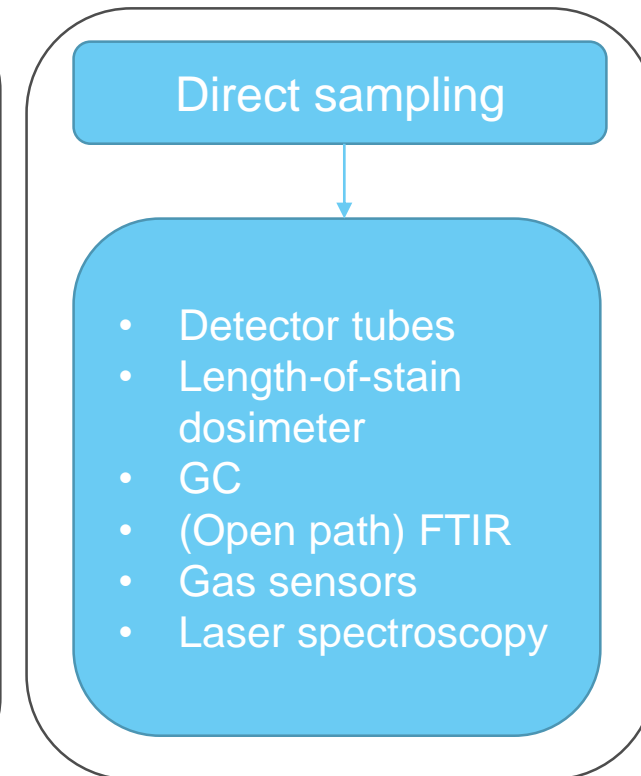 Direct sampling
• Detector tubes
• Length-of-stain
dosimeter
• GC
• (Open path) FTIR
• Gas sensors
• Laser spectroscopy